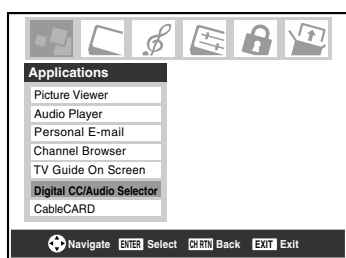 Applications
Picture Viewer
Audio Player
Personal E-mail
Channel Browser
TV Guide On Screen
Digital CC/Audio Selector
CableCARD
Navigate ENTER Select CH RTN Back EXIT Exit